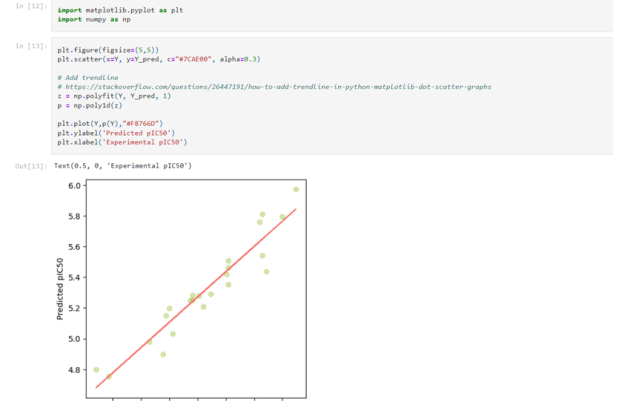 In [12]:
import matplotlib.pyplot as plt
import numpy as np
In [13]:
plt.figure(figsize=(5,5))
plt.scatter(x=Y, y=Y_pred, c="#7CAE00", alpha=0.3)
# Add trendline
# https://stackoverflow.com/questions/26447191/how-to-add-trendline-in-python-matplotlib-dot-scatter-graphs
z = np.polyfit(Y, Y_pred, 1)
p = np.poly1d(z)
plt.plot(Y,p(Y),"#F8766D")
plt.ylabel('Predicted pIC50')
plt.xlabel('Experimental pIC50')
Out[13]: Text(0.5, 0, 'Experimental pIC50')
6.0
5.8
5.6
5.4
5.2
5.0
4.8
Predicted pIC50